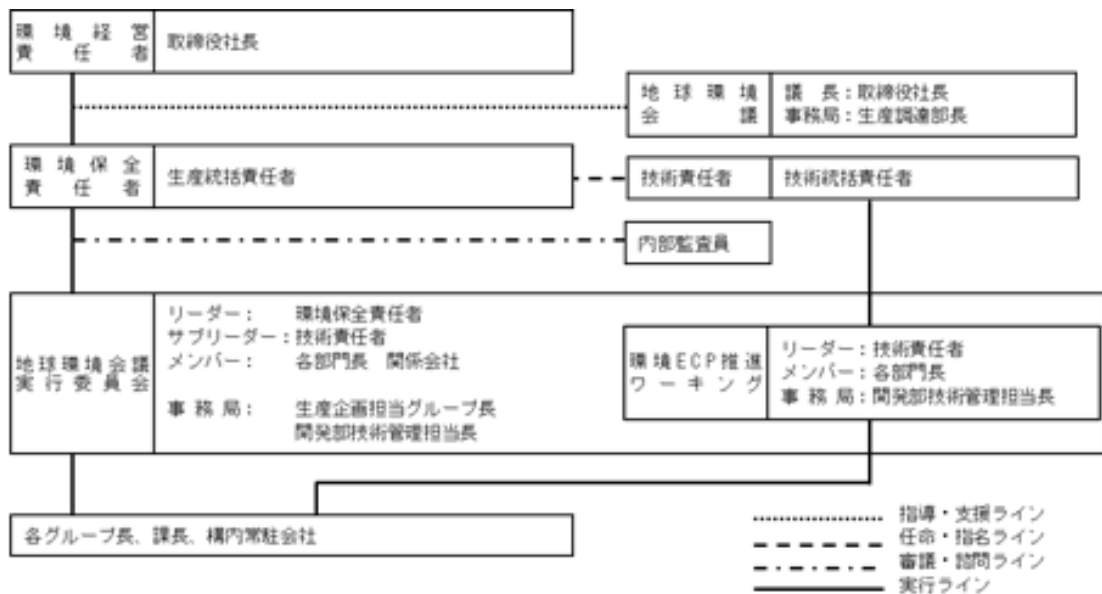 環境経営
責任者
取締役社長
地球環境
会議
議長：取締役社長
事務局：生産調達部長
環境保全
責任者
生産統括責任者
技術責任者
技術統括責任者
内部監査員
地球環境会議
実行委員会
リーダー： 環境保全責任者
サブリーダー：技術責任者
メンバー： 各部門長 関係会社
事務局： 生産企画担当グループ長
開発部技術管理担当長
環境ECP推進
ワーキング
リーダー：技術責任者
メンバー：各部門長
事務局：開発部技術管理担当長
各グループ長、課長、構内常駐会社
指導・支援ライン
任命・指名ライン
審議・諮問ライン
実行ライン